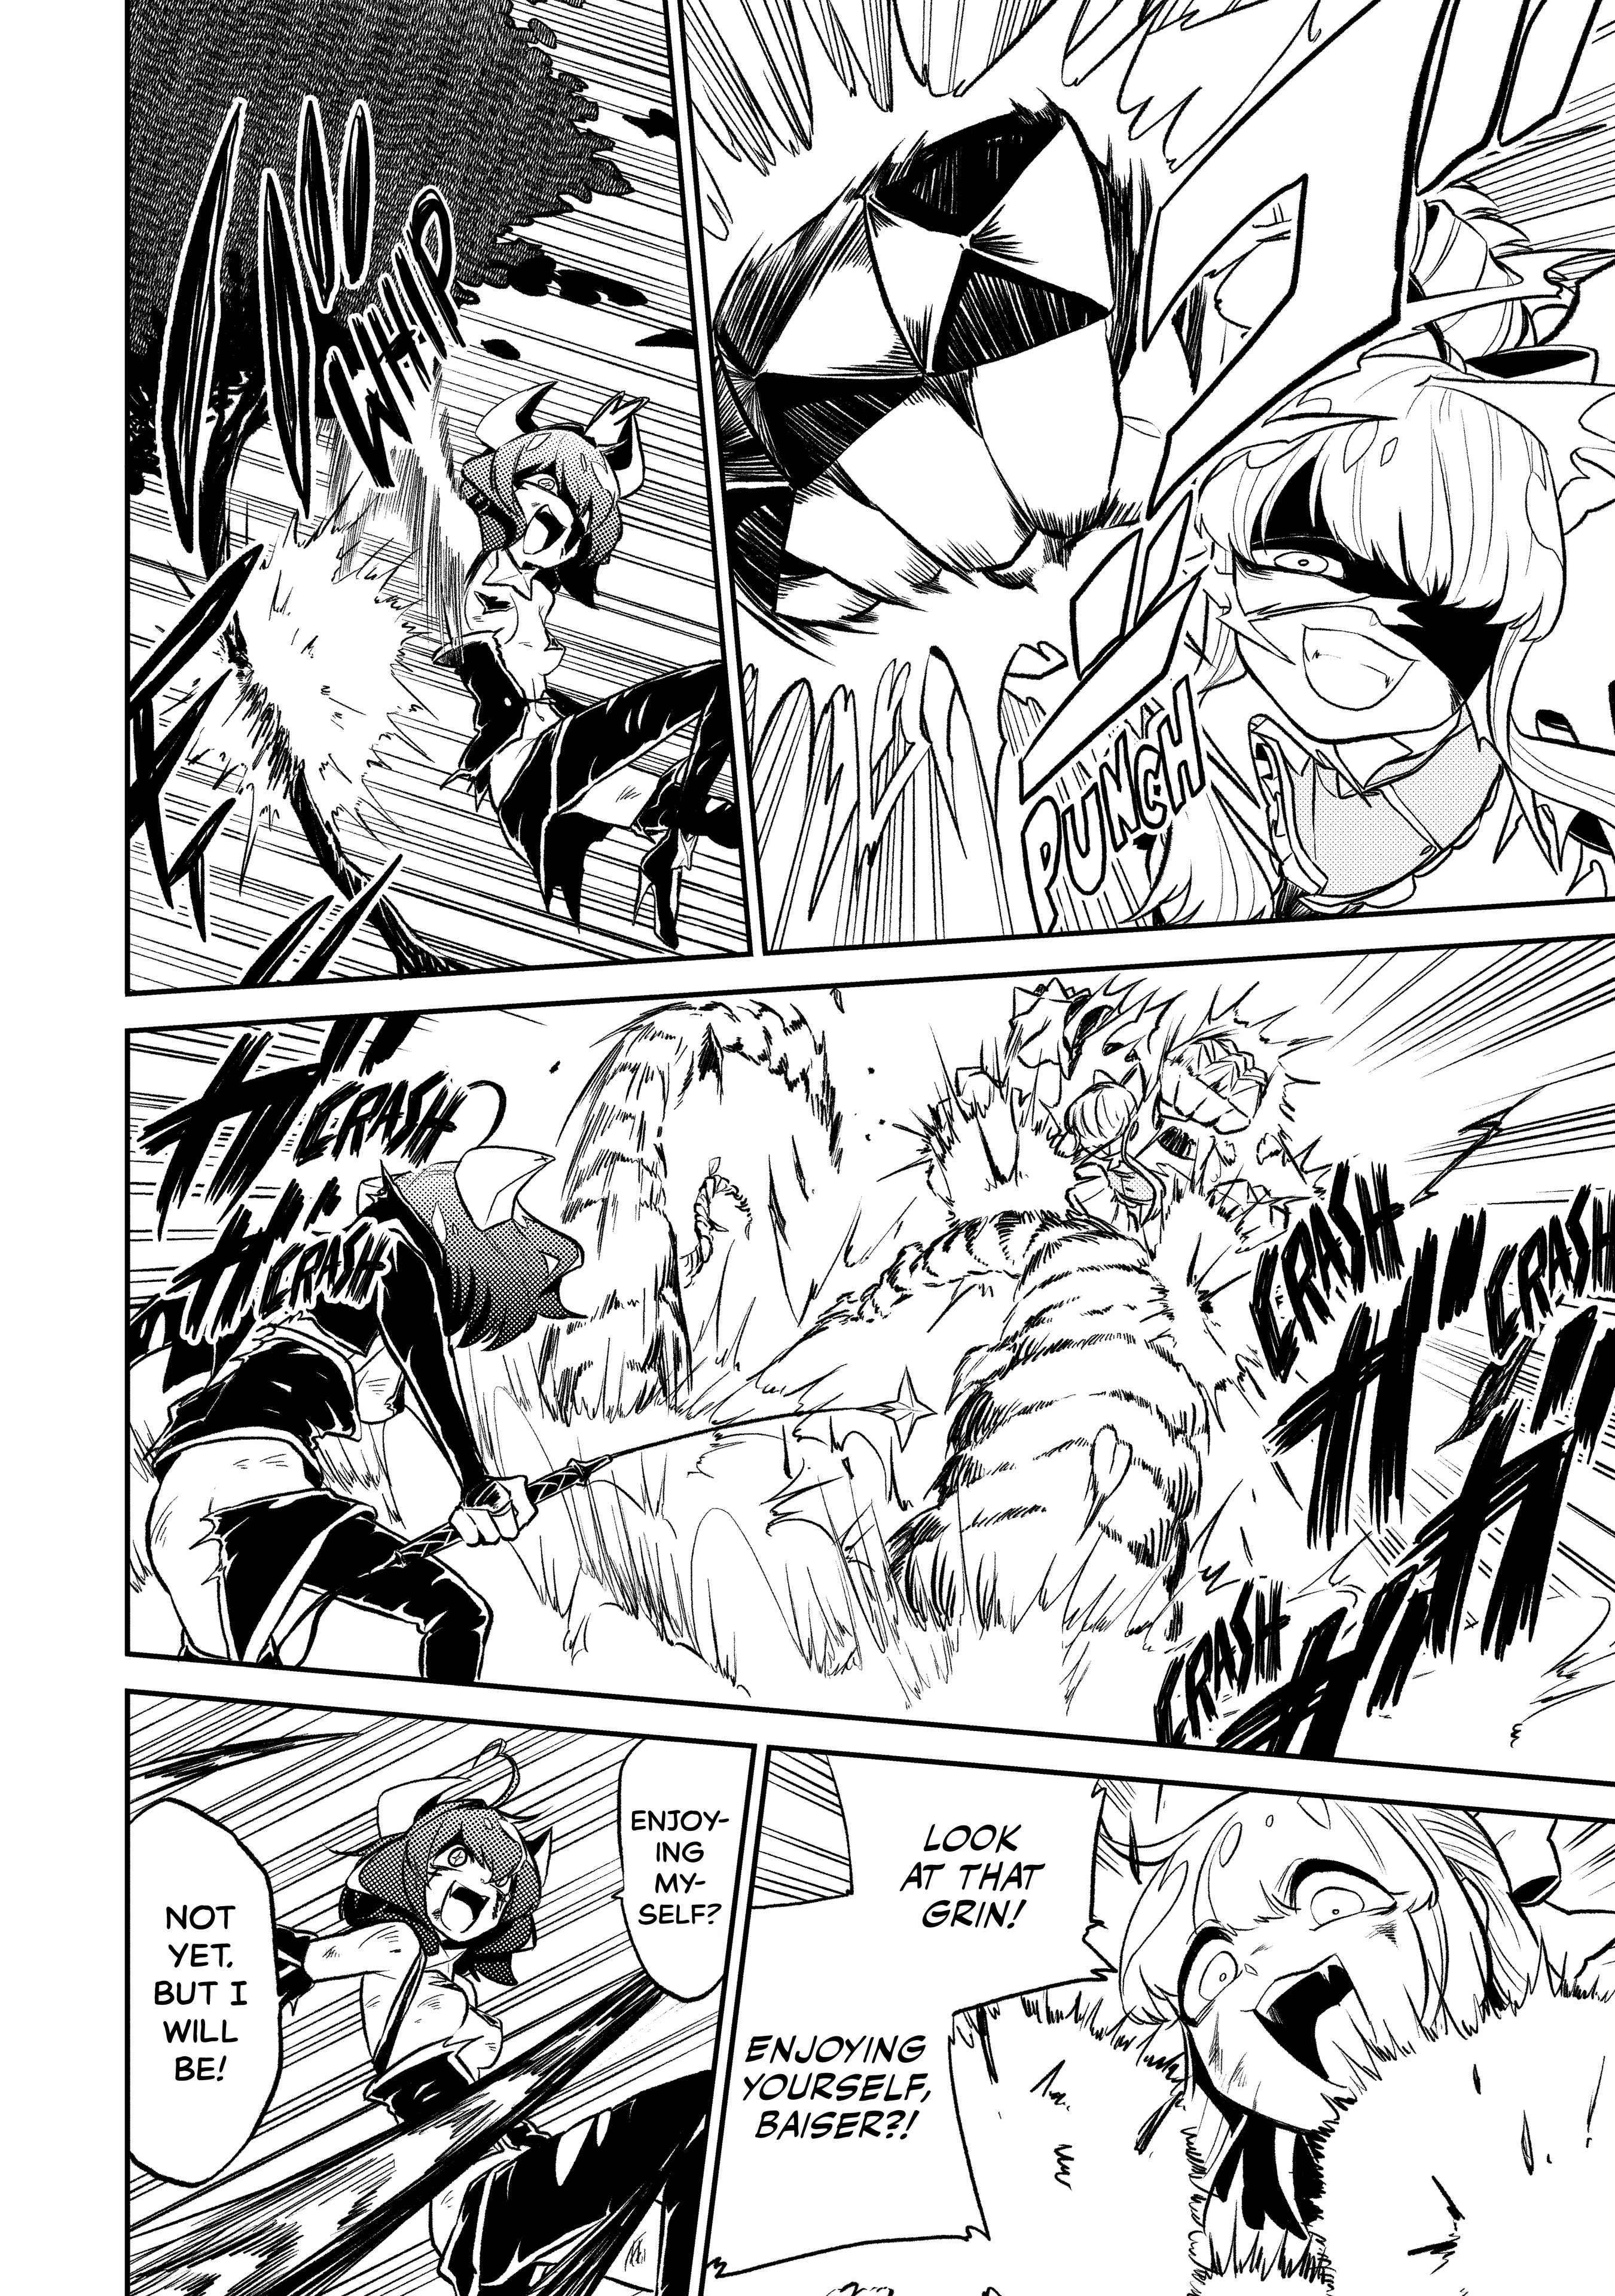 PUNCH
WHIP
CRASH
CRASH
CRASH
CRASH
CRASH
LOOK
AT THAT
GRIN!
ENJOYING
YOURSELF,
BAISER?!
ENJOY-
ING
MY-
SELF?
NOT
YET.
BUT I
WILL
BE!